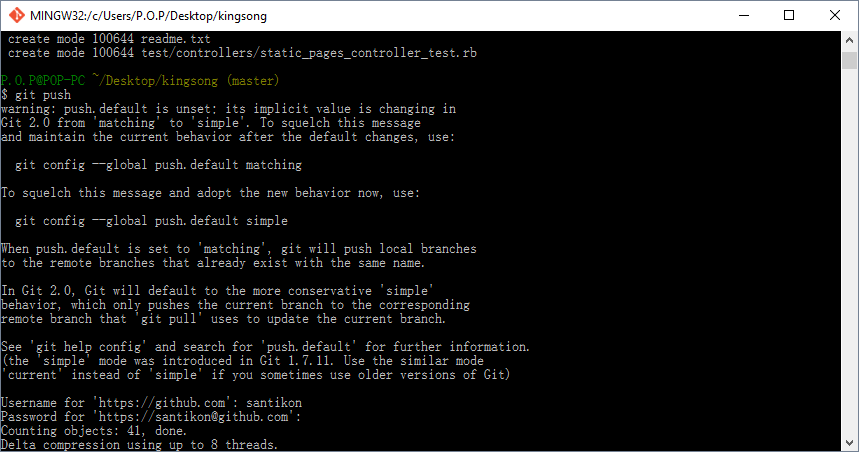 MINGW32:/c/Users/P.O.P/Desktop/kingsong
create mode 100644 readme.txt
create mode 100644 test/controllers/static_pages_controller_test.rb
P.O.P@POP-PC ~/Desktop/kingsong (master)
$ git push
warning: push.default is unset; its implicit value is changing in
Git 2.0 from 'matching' to 'simple'. To squelch this message
and maintain the current behavior after the default changes, use:
git config --global push.default matching
To squelch this message and adopt the new behavior now, use:
git config --global push.default simple
When push.default is set to 'matching', git will push local branches
to the remote branches that already exist with the same name.
In Git 2.0, Git will default to the more conservative 'simple'
behavior, which only pushes the current branch to the corresponding
remote branch that 'git pull' uses to update the current branch.
See 'git help config' and search for 'push.default' for further information.
(the 'simple' mode was introduced in Git 1.7.11. Use the similar mode
'current' instead of 'simple' if you sometimes use older versions of Git)
Username for 'https://github.com': santikon
Password for 'https://santikon@github.com':
Counting objects: 41, done.
Delta compression using up to 8 threads.